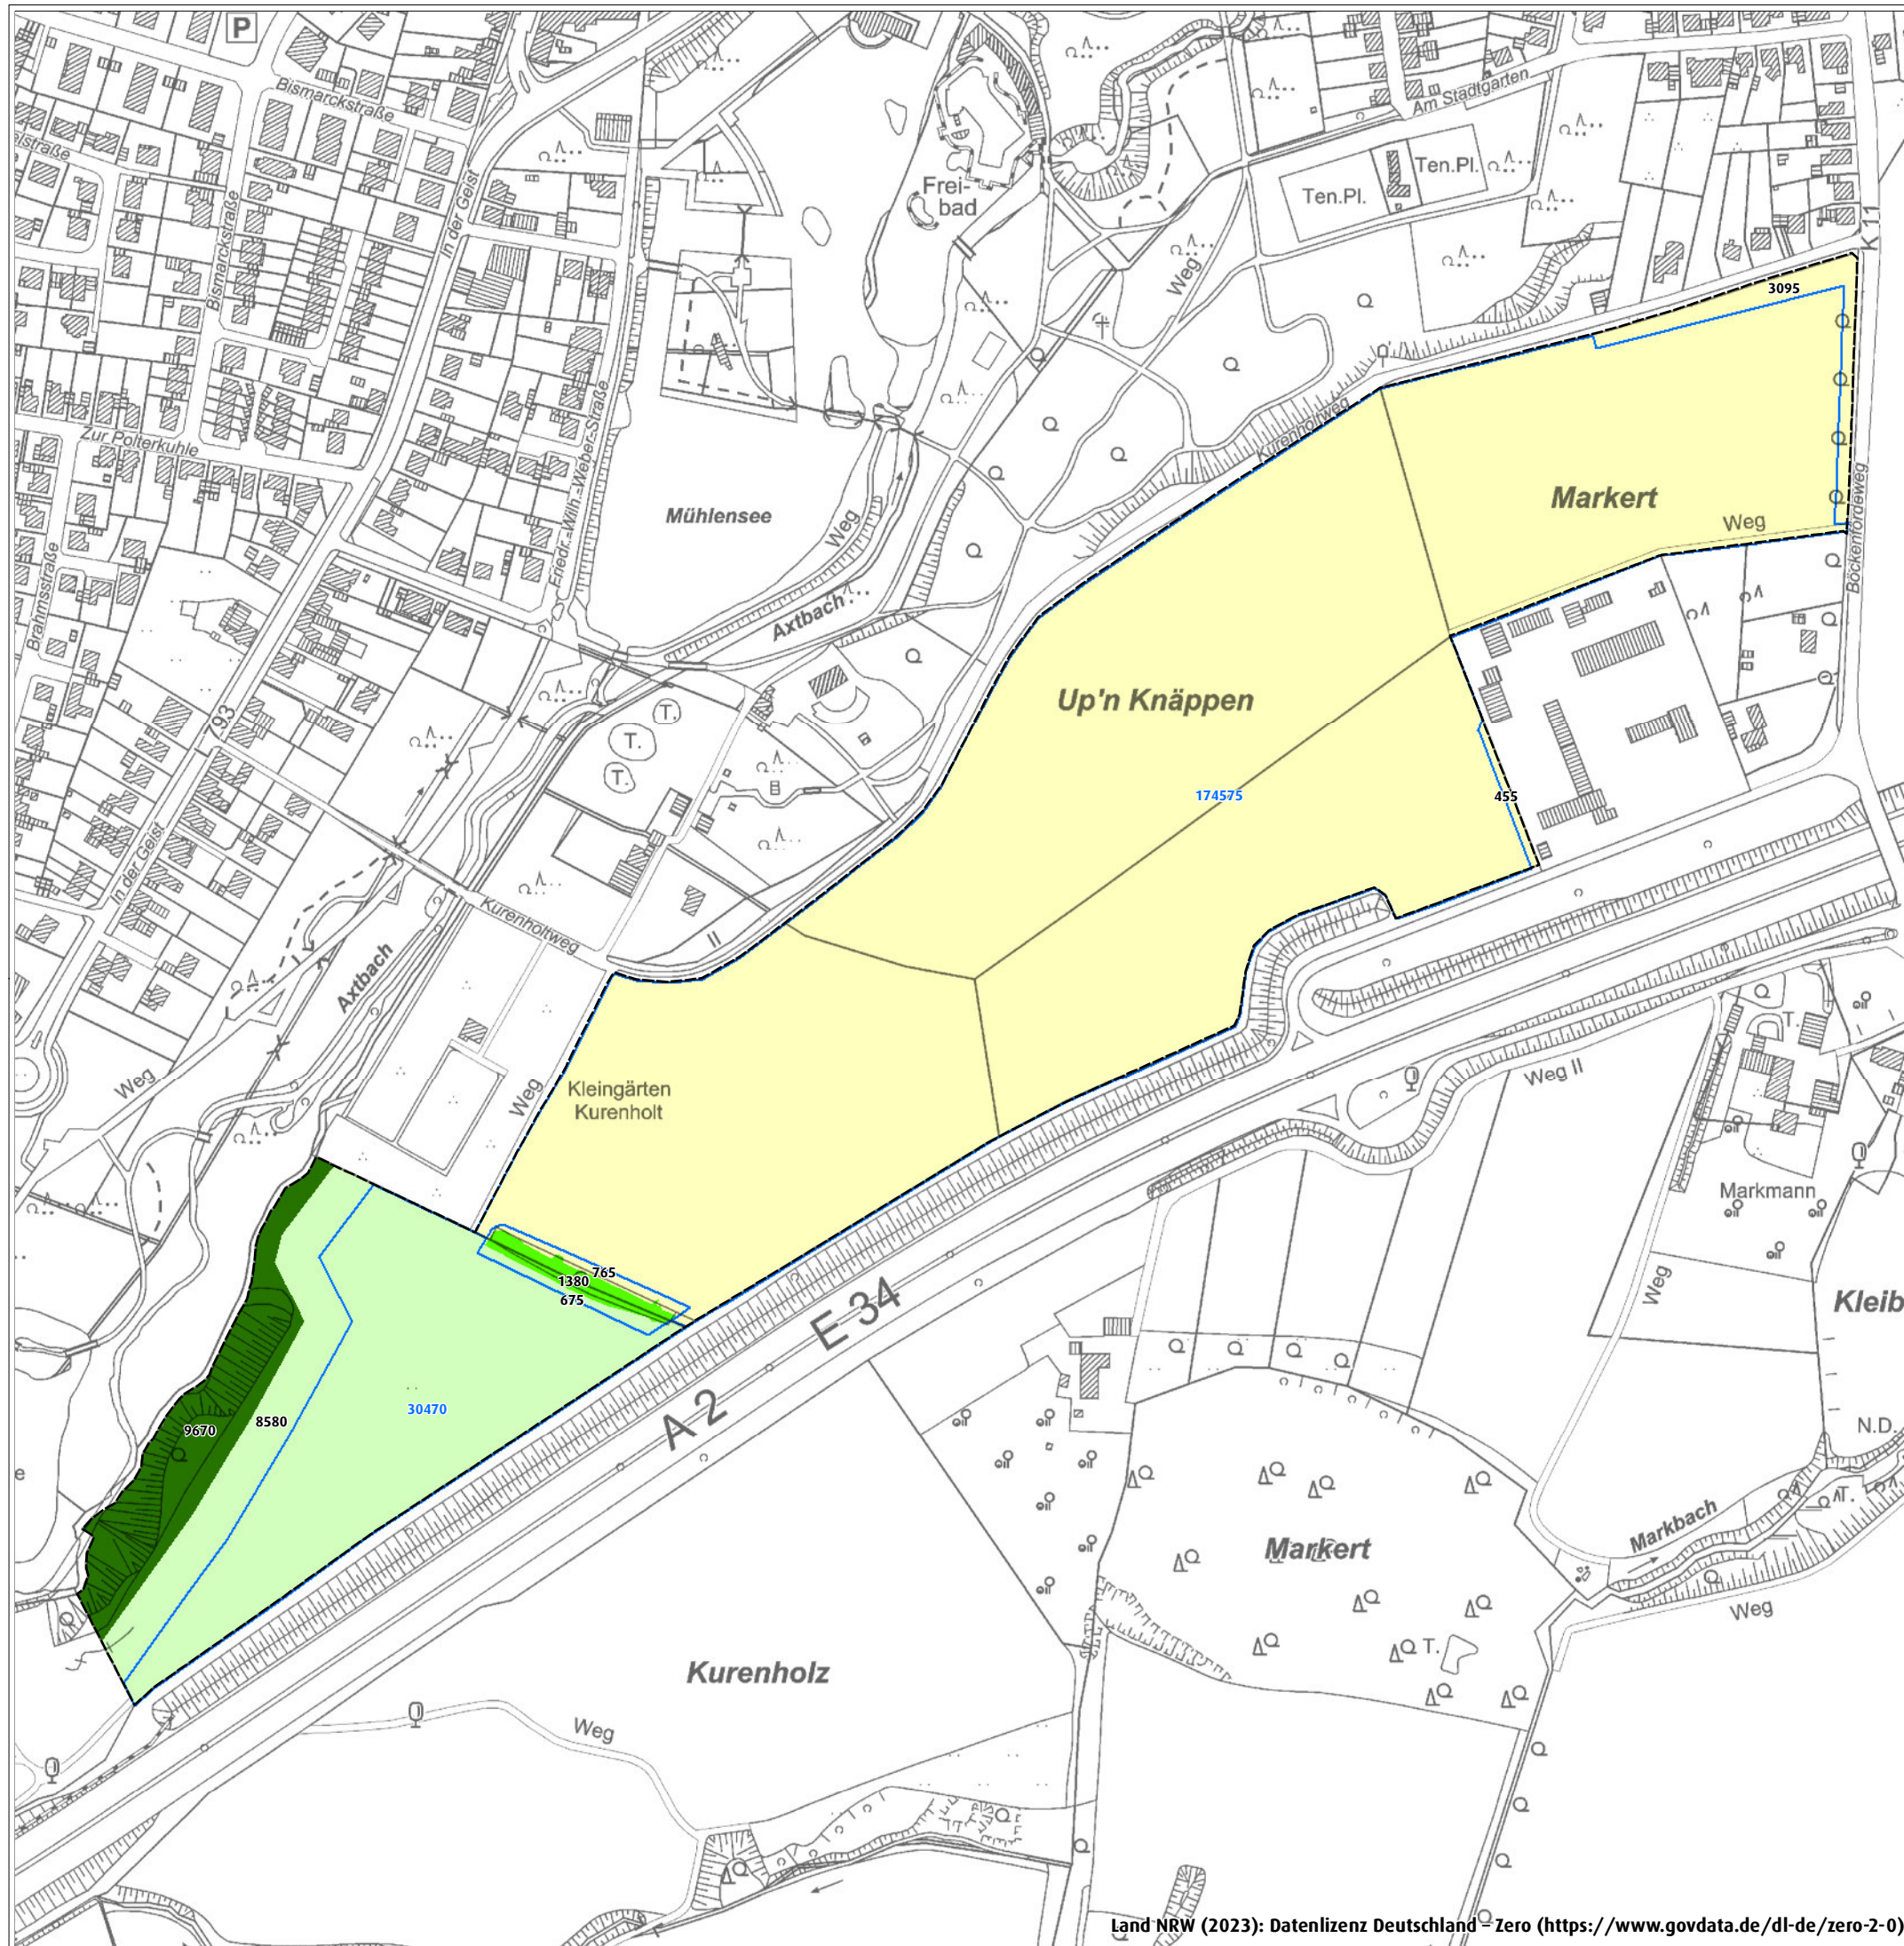 P
Bismarckstraße
elstraße
Bismarckstraße
In der Geist
Frei-
bad
Am Stadtgarten
Ten.Pl.
Ten.Pl.
K 11
Weg
3095
Zur Polterkuhle
Friedr.-Wilh.-Weber-Straße
Kurenholtweg
Mühlensee
Weg
Markert
Weg
Böckenfördeweg
Brahmsstraße
Axtbach
793
T.
T.
T.
Up'n Knäppen
174575
455
In der Geist
Kurenholtweg
II
Axtbach
Weg
Weg
Kleingärten
Kurenholt
Weg II
T.
Markmann
765
1380
675
E 34
A 2
Weg
Kleib
9670
8580
30470
e
N.D.
T.
Markbach
Markert
Weg
T.
Kurenholz
Weg
Land NRW (2023): Datenlizenz Deutschland – Zero (https://www.govdata.de/dl-de/zero-2-0)